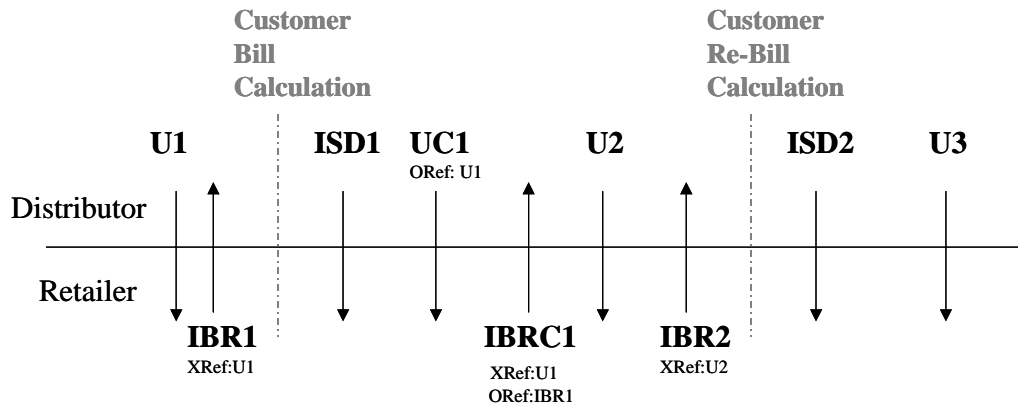 Customer
Bill
Calculation
Customer
Re-Bill
Calculation
U1
ISD1
UC1
ORef: U1
U2
ISD2
U3
Distributor
Retailer
IBR1
XRef:U1
IBRC1
XRef:U1
ORef:IBR1
IBR2
XRef:U2